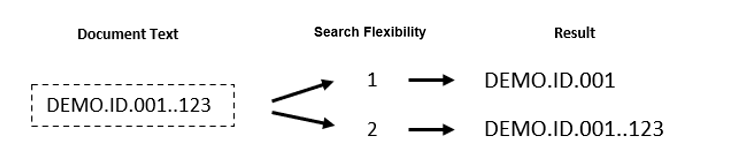 Document Text Search Flexibility Result
1 DEMO.ID.001
DEMO.ID.001..123
2 DEMO.ID.001..123